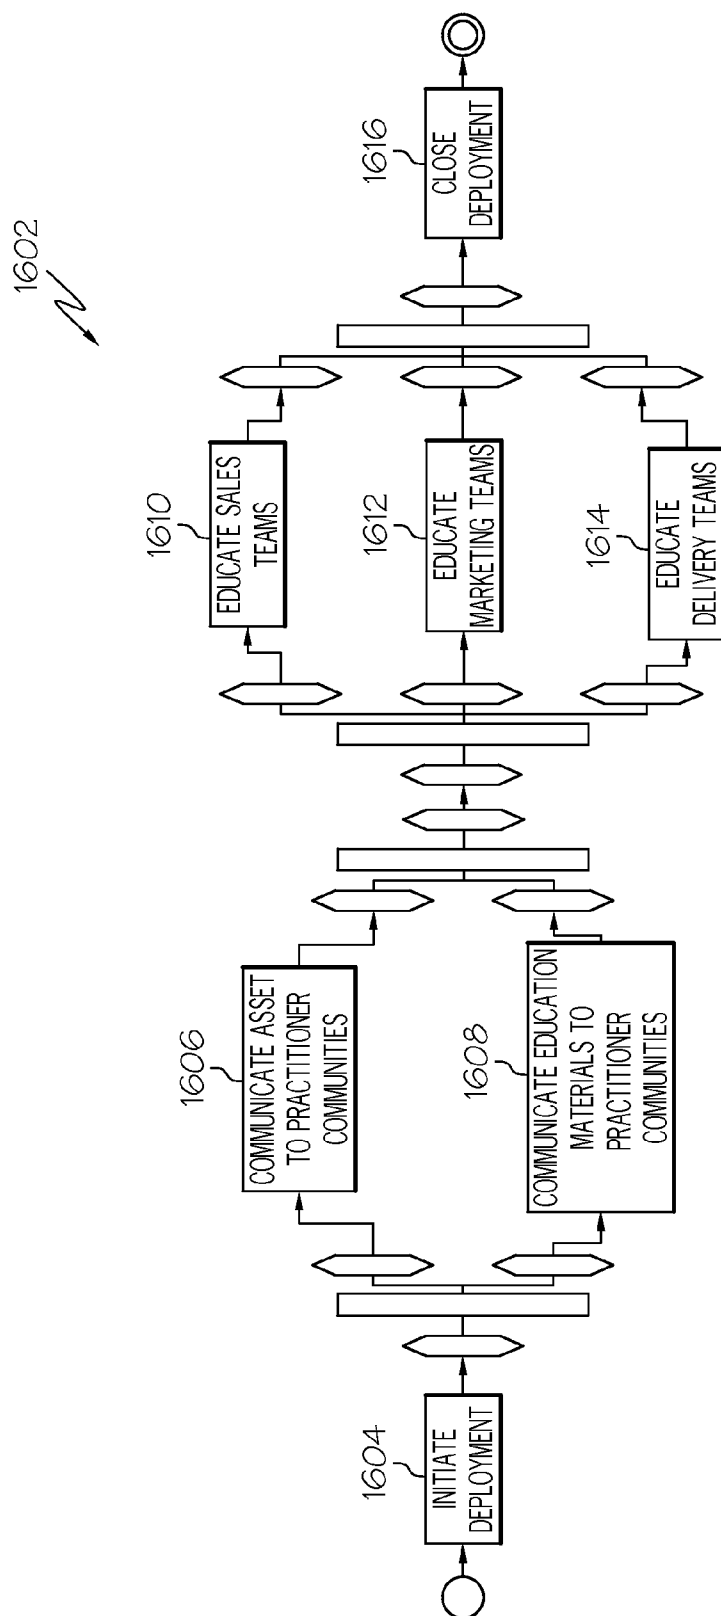 1602
1604
INITIATE
DEPLOYMENT
1606
COMMUNICATE ASSET
TO PRACTITIONER
COMMUNITIES
1608
COMMUNICATE EDUCATION
MATERIALS TO
PRACTITIONER
COMMUNITIES
1610
EDUCATE SALES
TEAMS
1612
EDUCATE
MARKETING TEAMS
1614
EDUCATE
DELIVERY TEAMS
1616
CLOSE
DEPLOYMENT